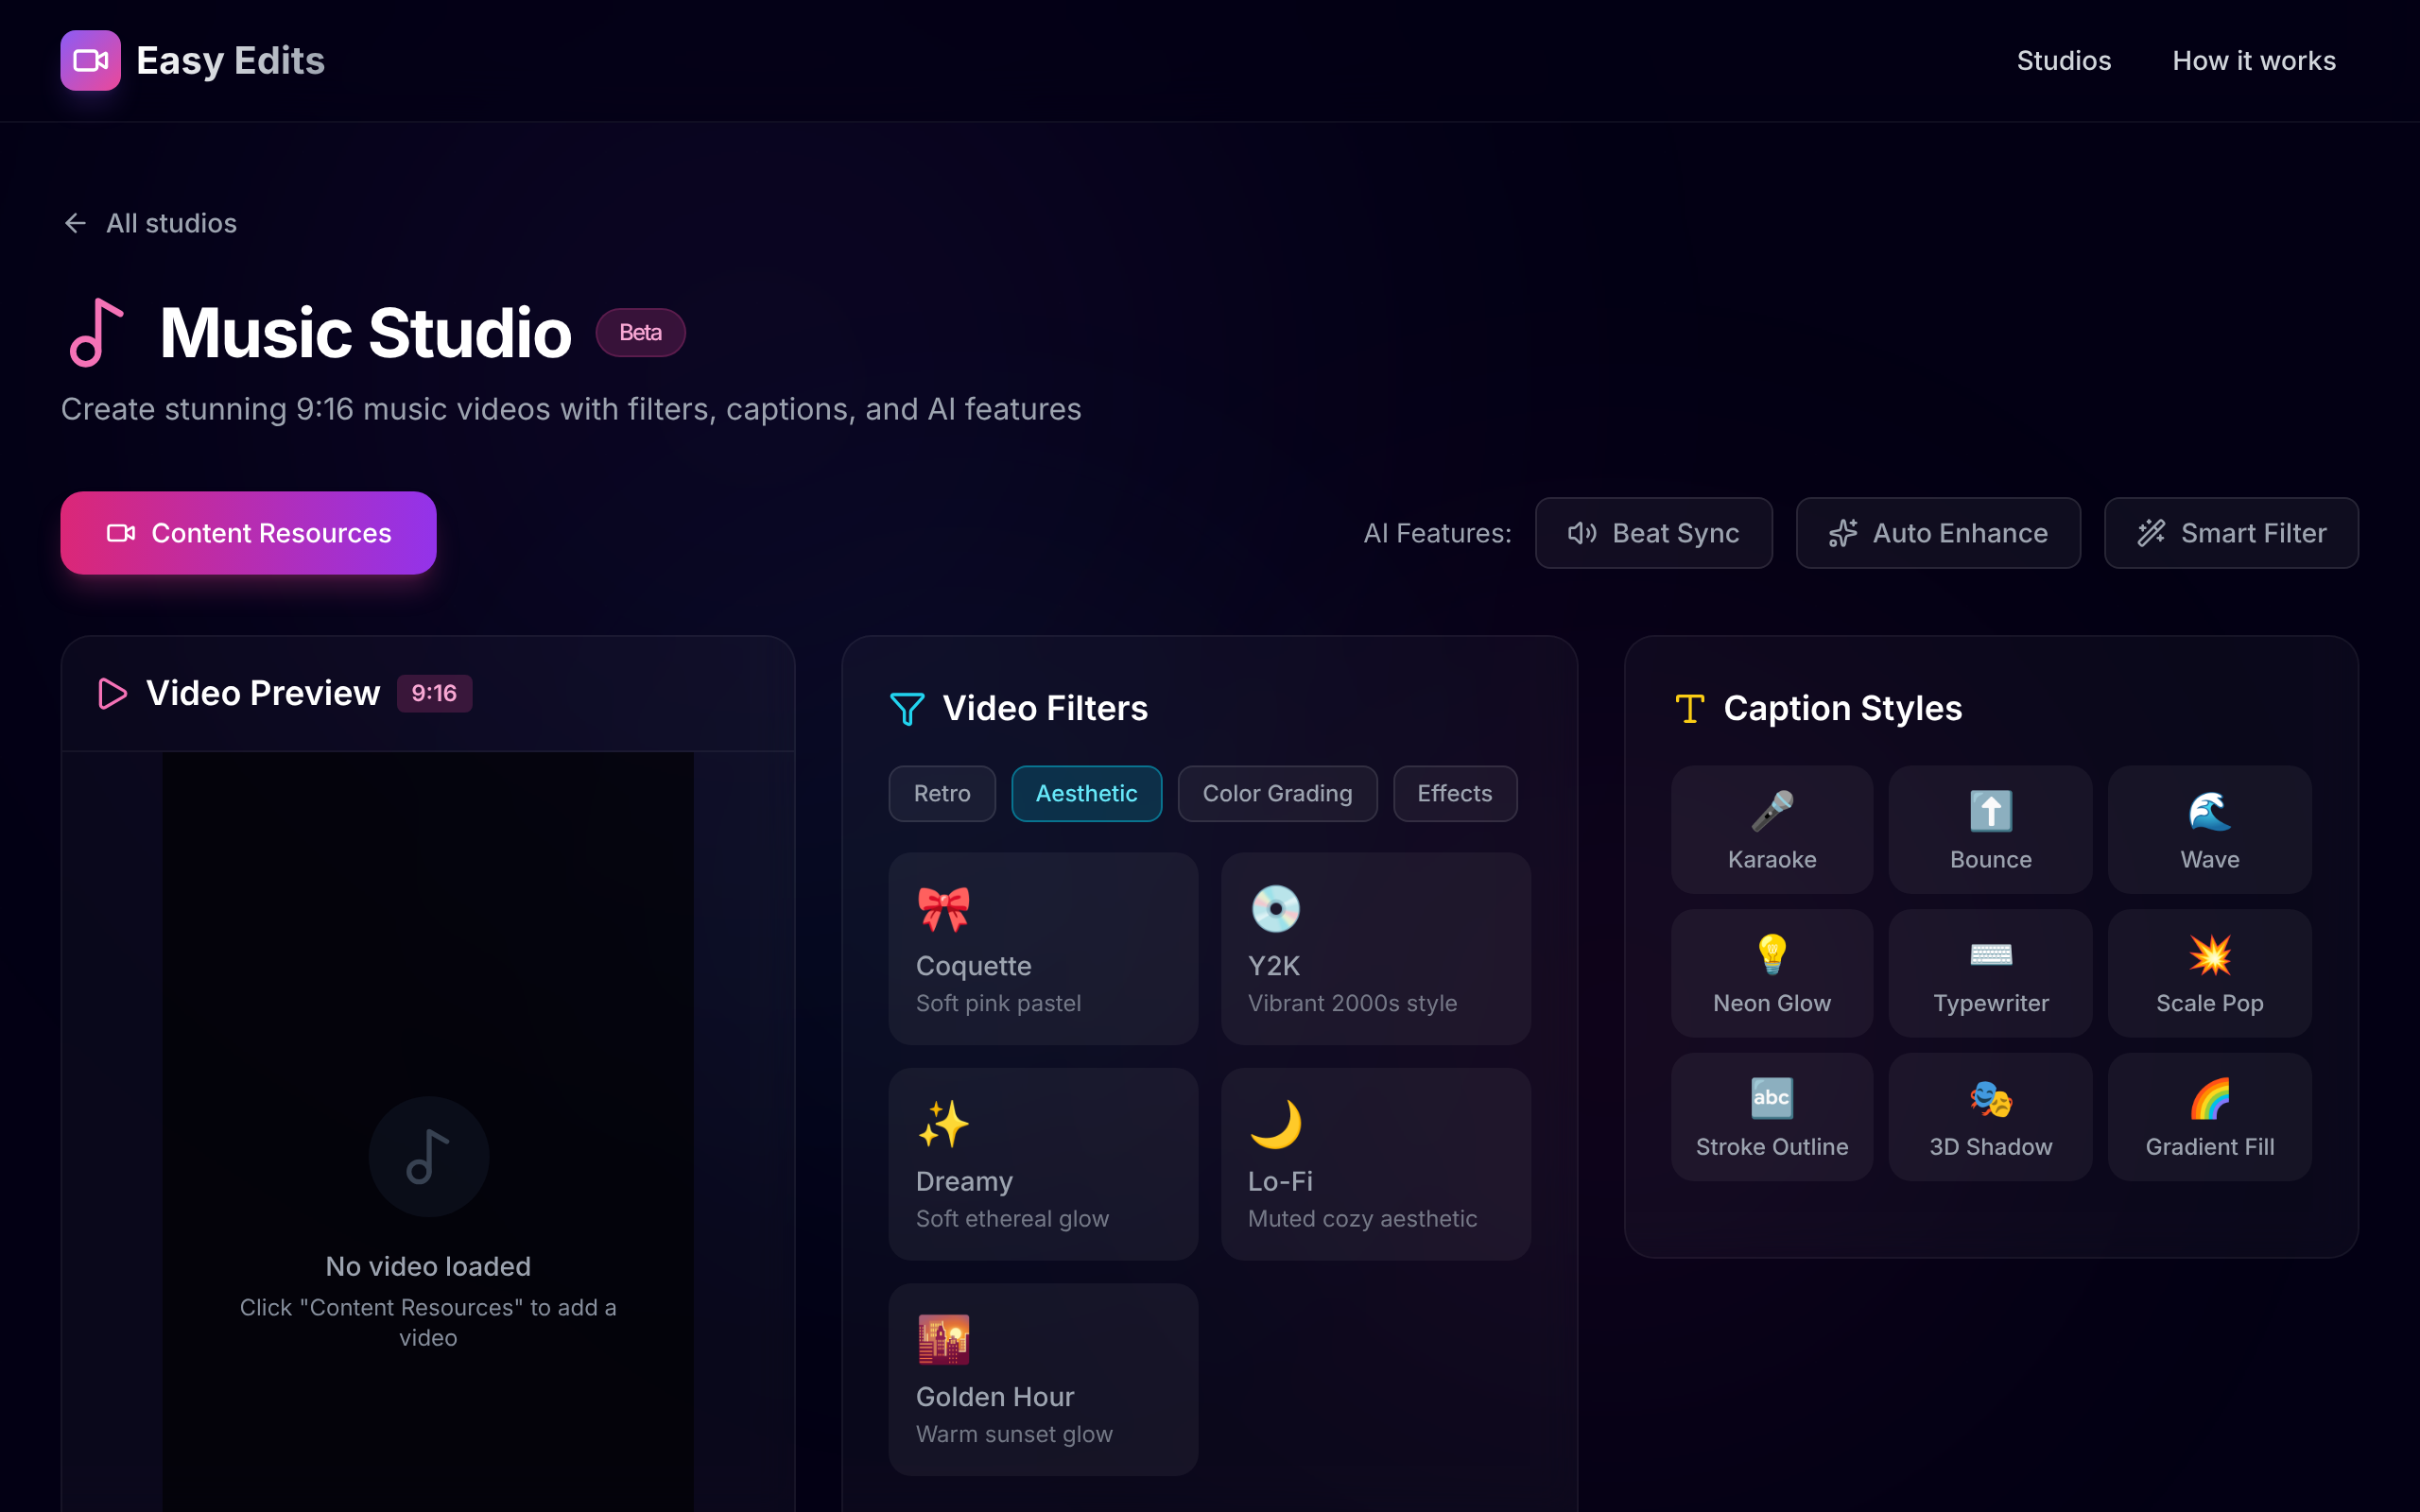 Easy Edits
Studios
How it works
All studios
Music Studio
Beta
Create stunning 9:16 music videos with filters, captions, and AI features
Content Resources
AI Features:
Beat Sync
Auto Enhance
Smart Filter
Video Preview
9:16
No video loaded
Click "Content Resources" to add a
video
Video Filters
Retro
Aesthetic
Color Grading
Effects
Coquette
Soft pink pastel
Y2K
Vibrant 2000s style
Dreamy
Soft ethereal glow
Lo-Fi
Muted cozy aesthetic
Golden Hour
Warm sunset glow
Caption Styles
Karaoke
Bounce
Wave
Neon Glow
Typewriter
Scale Pop
abc
Stroke Outline
3D Shadow
Gradient Fill